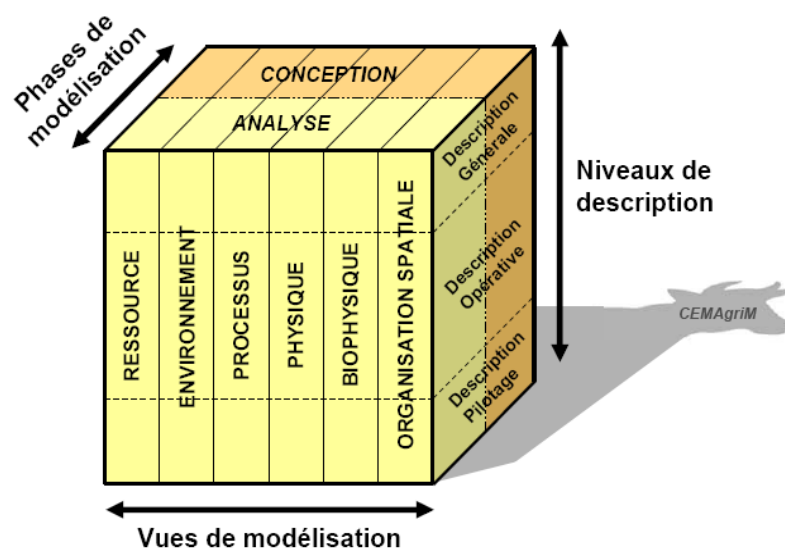 Phases de
modélisation
CONCEPTION
ANALYSE
Description
Générale
Description
Opérative
Description
Pilotage
Niveaux de
description
RESSOURCE
ENVIRONNEMENT
PROCESSUS
PHYSIQUE
BIOPHYSIQUE
ORGANISATION SPATIALE
CEMAgriM
Vues de modélisation